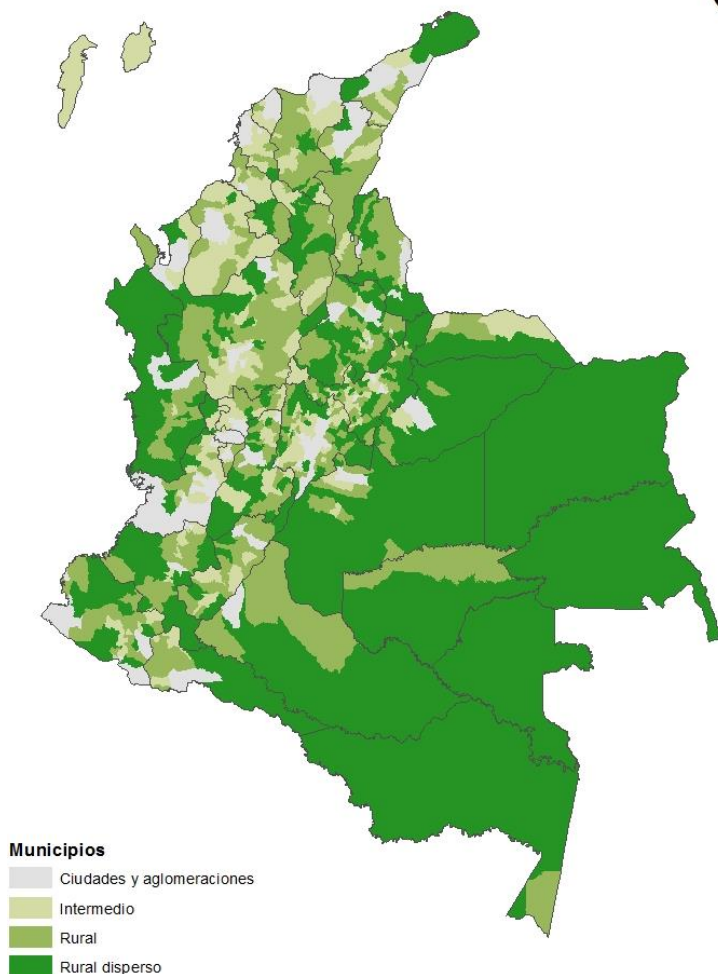 Municipios
Ciudades y aglomeraciones
Intermedio
Rural
Rural disperso